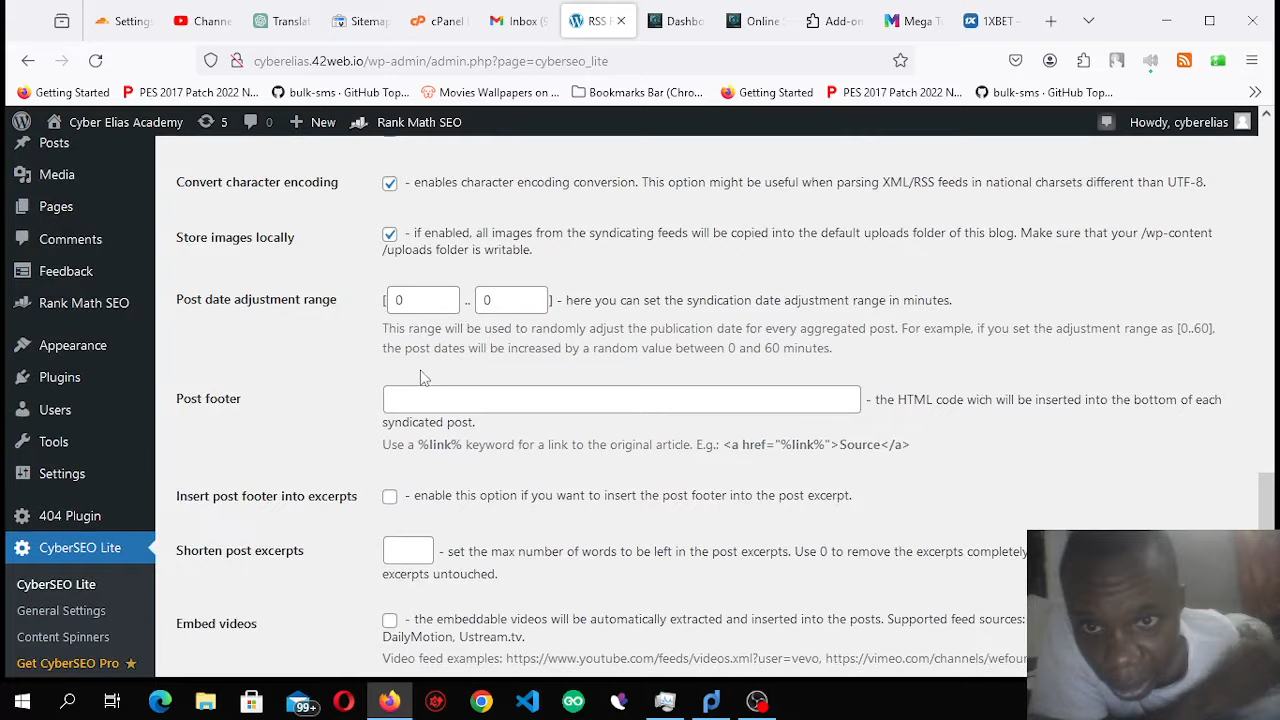 Setting
Chann
Translat
Sitemap
cPanel
Inbox (9
RSS F
Dashbo
Online S
Add-on
Mega T
1XBET -
cyberelias.42web.io/wp-admin/admin.php?page=cyberseo_lite
Getting Started
PES 2017 Patch 2022 N...
bulk-sms · GitHub Top...
Movies Wallpapers on ...
Bookmarks Bar (Chro...
Getting Started
PES 2017 Patch 2022 N...
bulk-sms · GitHub Top...
Cyber Elias Academy
5
0
New
Rank Math SEO
Howdy, cyberelias
Posts
Media
Pages
Comments
Feedback
Rank Math SEO
Appearance
Plugins
Users
Tools
Settings
404 Plugin
CyberSEO Lite
CyberSEO Lite
General Settings
Content Spinners
Get CyberSEO Pro ★
Convert character encoding
- enables character encoding conversion. This option might be useful when parsing XML/RSS feeds in national charsets different than UTF-8.
Store images locally
- if enabled, all images from the syndicating feeds will be copied into the default uploads folder of this blog. Make sure that your /wp-content
/uploads folder is writable.
Post date adjustment range
[ 0 .. 0 ] - here you can set the syndication date adjustment range in minutes.
This range will be used to randomly adjust the publication date for every aggregated post. For example, if you set the adjustment range as [0..60],
the post dates will be increased by a random value between 0 and 60 minutes.
Post footer
- the HTML code wich will be inserted into the bottom of each
syndicated post.
Use a %link% keyword for a link to the original article. E.g.: <a href="%link%">Source</a>
Insert post footer into excerpts
- enable this option if you want to insert the post footer into the post excerpt.
Shorten post excerpts
- set the max number of words to be left in the post excerpts. Use 0 to remove the excerpts completely
excerpts untouched.
Embed videos
- the embeddable videos will be automatically extracted and inserted into the posts. Supported feed sources:
DailyMotion, Ustream.tv.
Video feed examples: https://www.youtube.com/feeds/videos.xml?user=vevo, https://vimeo.com/channels/wefou
99+